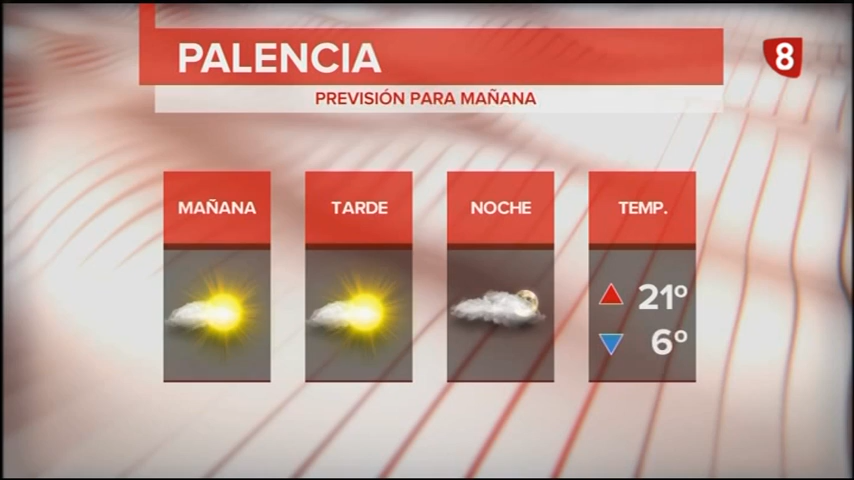 PALENCIA
8
PREVISIÓN PARA MAÑANA
MAÑANA
TARDE
NOCHE
TEMP.
21º
6º